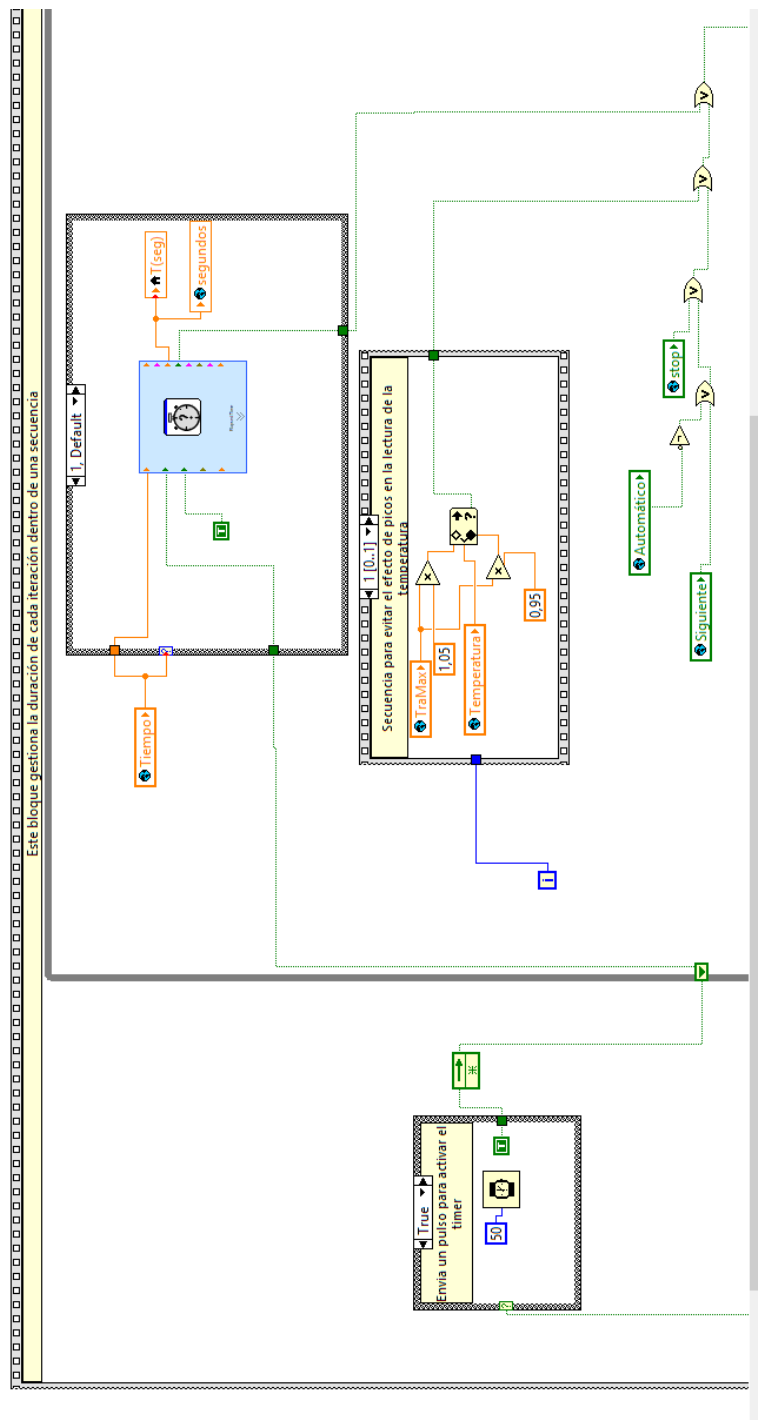 Este bloque gestiona la duración de cada iteración dentro de una secuencia
1, Default
Tiempo
T(seg)
segundos
Elapsed Time
T
1 [0..1]
Secuencia para evitar el efecto de picos en la lectura de la
temperatura
TraMax
1,05
Temperatura
0,95
i
Automático
Siguiente
stop
True
Envia un pulso para activar el
timer
50
T